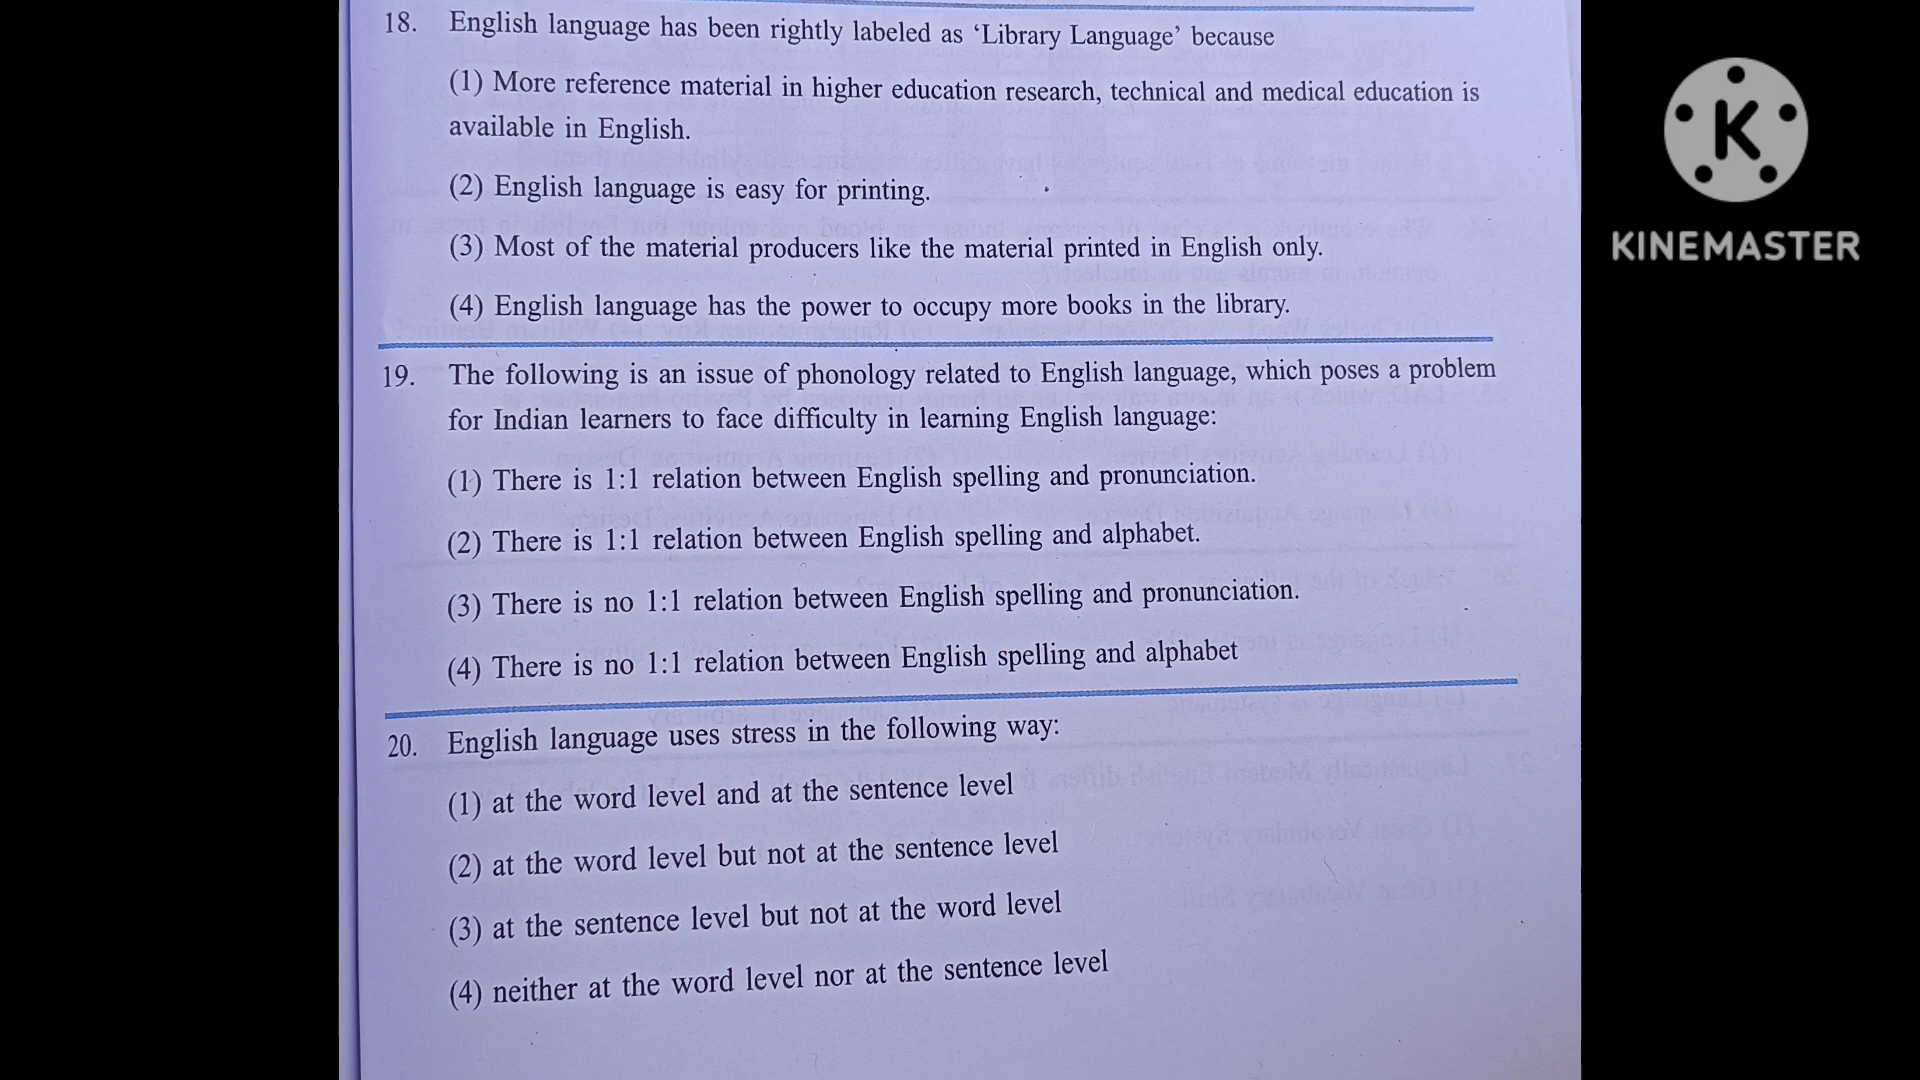 18. English language has been rightly labeled as ‘Library Language’ because
(1) More reference material in higher education research, technical and medical education is
available in English.
(2) English language is easy for printing.
(3) Most of the material producers like the material printed in English only.
(4) English language has the power to occupy more books in the library.
19. The following is an issue of phonology related to English language, which poses a problem
for Indian learners to face difficulty in learning English language:
(1) There is 1:1 relation between English spelling and pronunciation.
(2) There is 1:1 relation between English spelling and alphabet.
(3) There is no 1:1 relation between English spelling and pronunciation.
(4) There is no 1:1 relation between English spelling and alphabet
20. English language uses stress in the following way:
(1) at the word level and at the sentence level
(2) at the word level but not at the sentence level
(3) at the sentence level but not at the word level
(4) neither at the word level nor at the sentence level
K
KINEMASTER